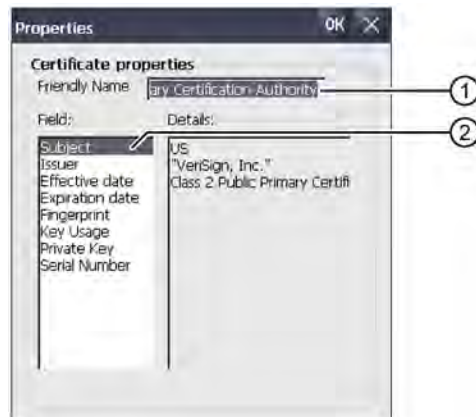 Properties OK
Certificate properties
Friendly Name ary Certification Authority
1
Field: Details:
2
Subject US
Issuer "VeriSign, Inc."
Effective date Class 2 Public Primary Certifi
Expiration date
Fingerprint
Key Usage
Private Key
Serial Number